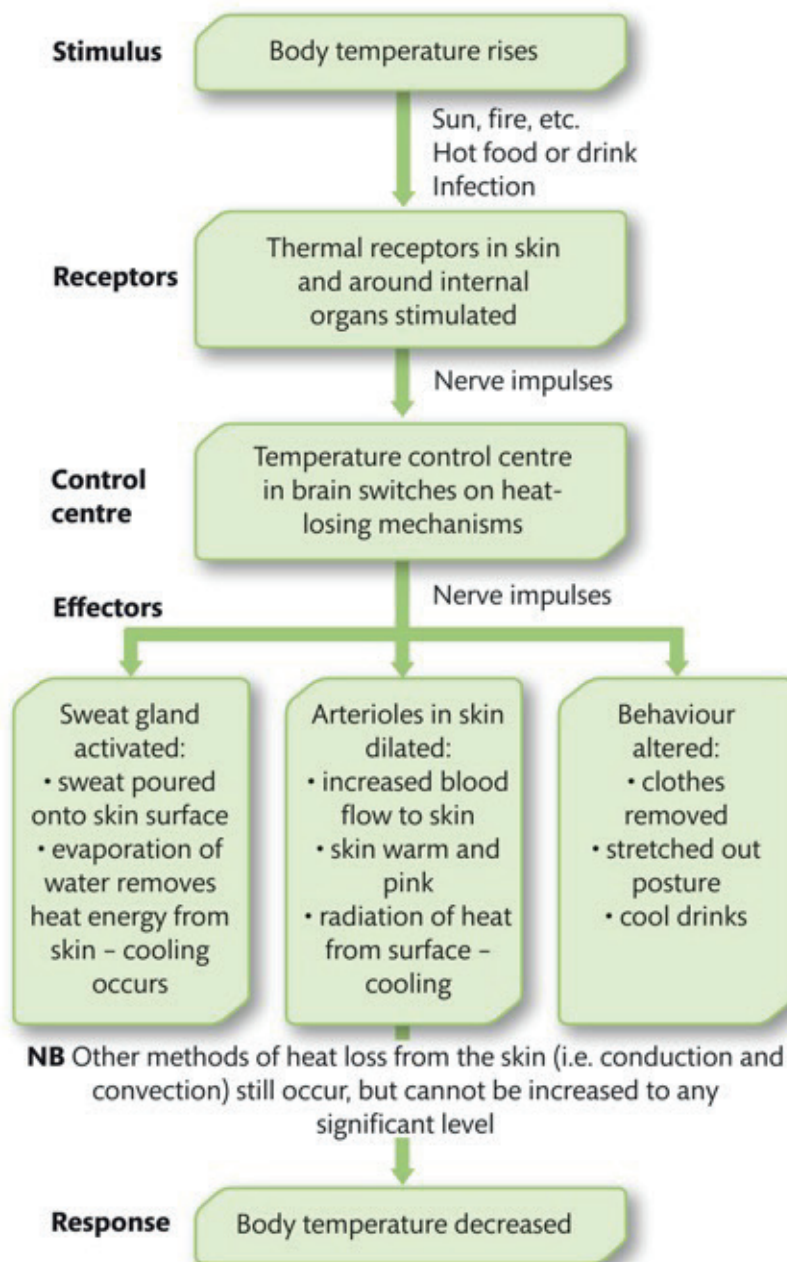 Stimulus
Body temperature rises
Sun, fire, etc.
Hot food or drink
Infection
Receptors
Thermal receptors in skin
and around internal
organs stimulated
Nerve impulses
Control
centre
Temperature control centre
in brain switches on heat-
losing mechanisms
Effectors
Nerve impulses
Sweat gland
activated:
• sweat poured
onto skin surface
• evaporation of
water removes
heat energy from
skin – cooling
occurs
Arterioles in skin
dilated:
• increased blood
flow to skin
• skin warm and
pink
• radiation of heat
from surface –
cooling
Behaviour
altered:
• clothes
removed
• stretched out
posture
• cool drinks
NB Other methods of heat loss from the skin (i.e. conduction and
convection) still occur, but cannot be increased to any
significant level
Response
Body temperature decreased